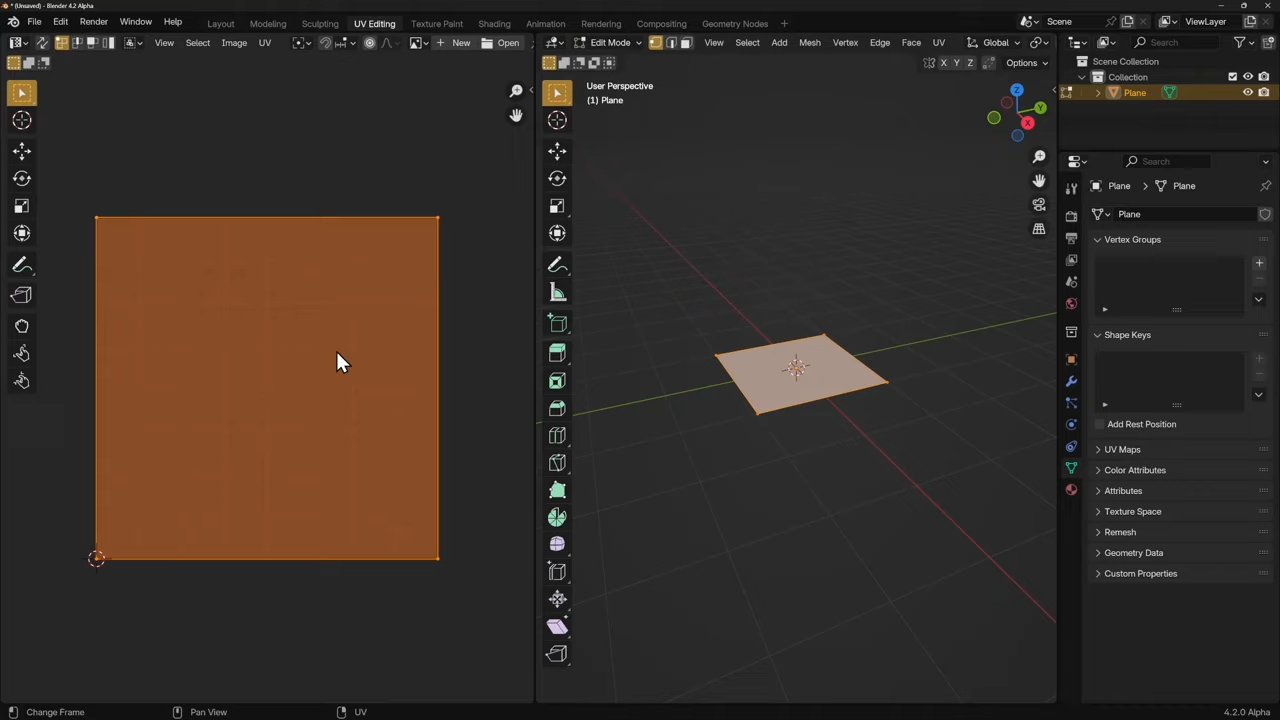 * (Unsaved) - Blender 4.2 Alpha
File Edit Render Window Help
Layout Modeling Sculpting UV Editing Texture Paint Shading Animation Rendering Compositing Geometry Nodes +
Scene
ViewLayer
View Select Image UV
New Open
Edit Mode View Select Add Mesh Vertex Edge Face UV
Global
Search
X Y Z Options
User Perspective
(1) Plane
Z
Y
X
Scene Collection
Collection
Plane
Search
Plane Plane
Plane
Vertex Groups
Shape Keys
Add Rest Position
UV Maps
Color Attributes
Attributes
Texture Space
Remesh
Geometry Data
Custom Properties
Change Frame Pan View UV
4.2.0 Alpha